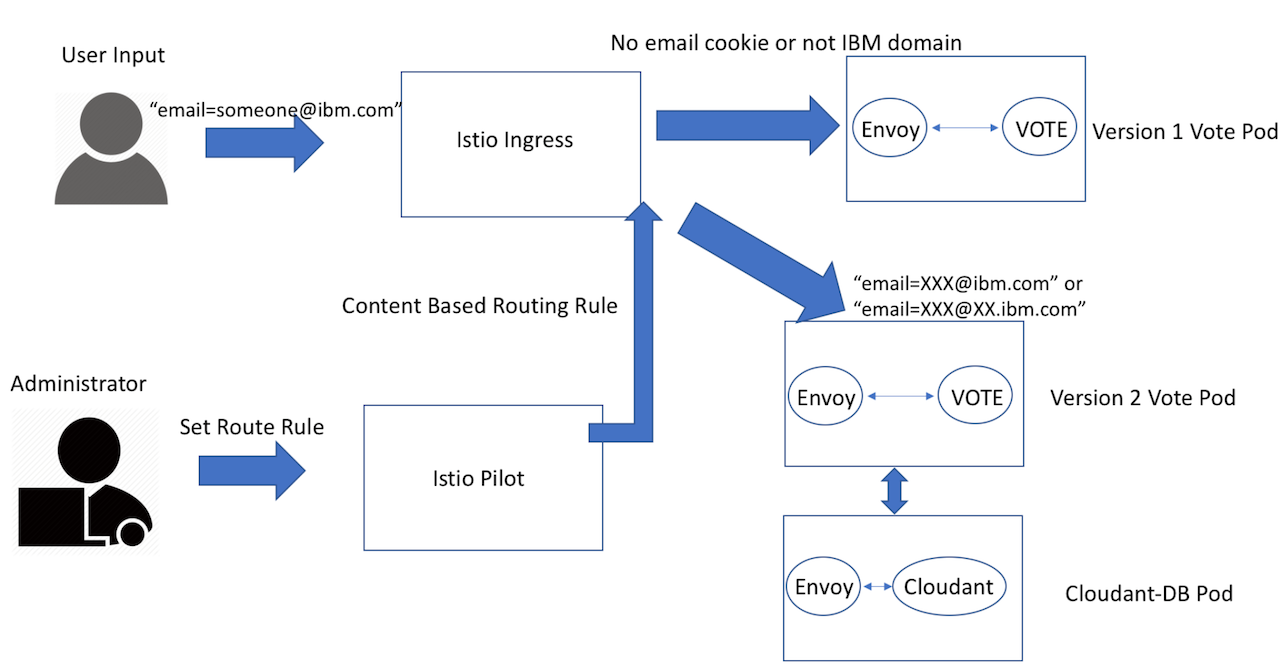 User Input
No email cookie or not IBM domain
“email=someone@ibm.com”
Istio Ingress
Envoy
VOTE
Version 1 Vote Pod
Content Based Routing Rule
“email=XXX@ibm.com” or
“email=XXX@XX.ibm.com”
Administrator
Set Route Rule
Istio Pilot
Envoy
VOTE
Version 2 Vote Pod
Envoy
Cloudant
Cloudant-DB Pod